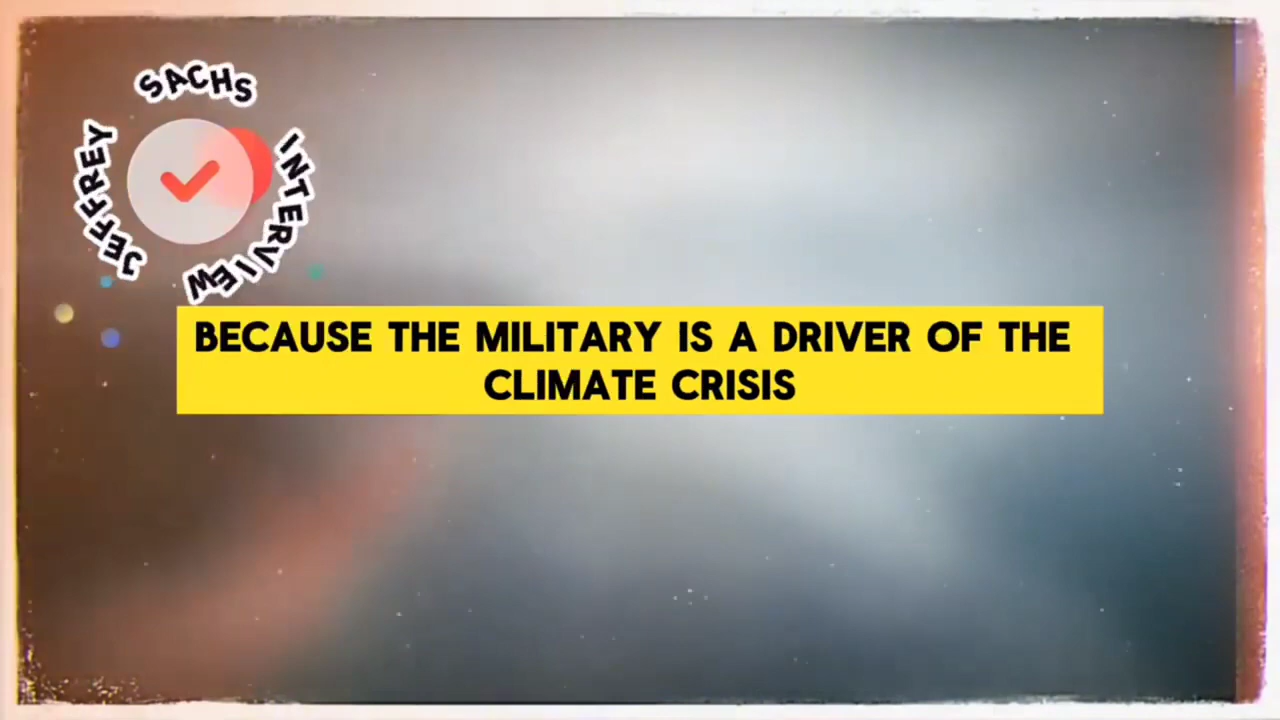 JEFFREY SACHS INTERVIEW
BECAUSE THE MILITARY IS A DRIVER OF THE
CLIMATE CRISIS